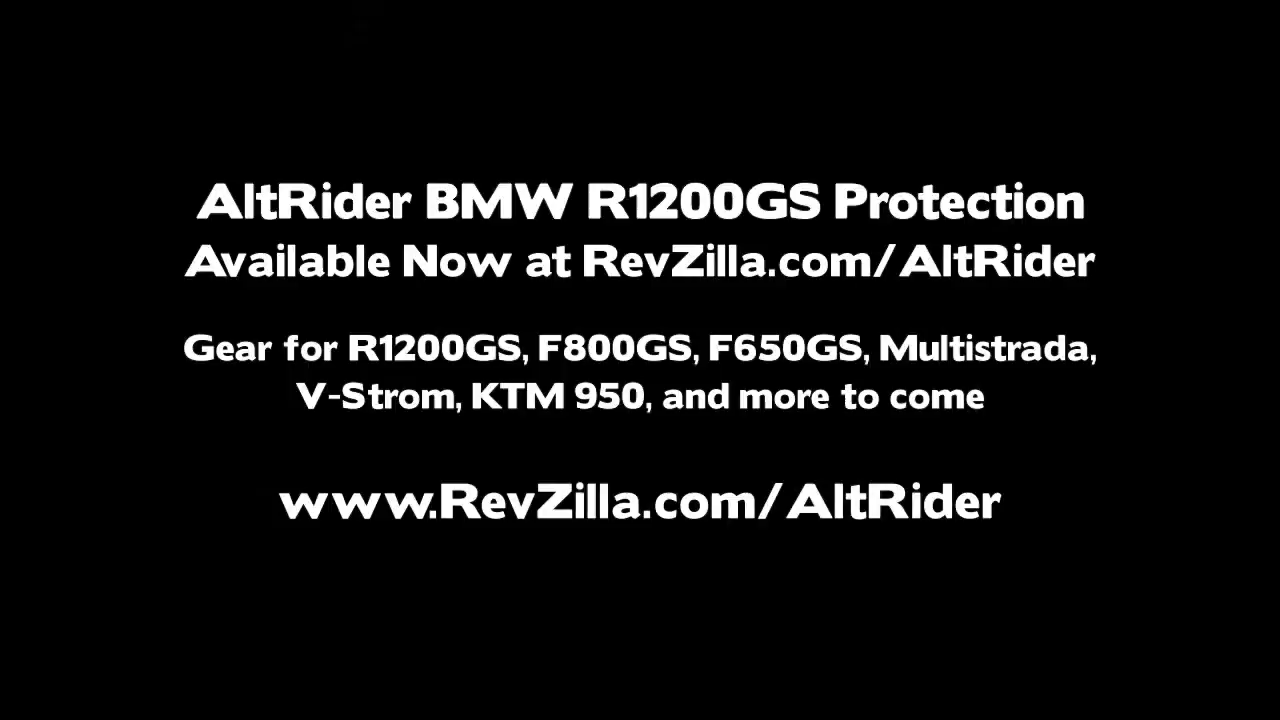 AltRider BMW R1200GS Protection
Available Now at RevZilla.com/AltRider
Gear for R1200GS, F800GS, F650GS, Multistrada,
V-Strom, KTM 950, and more to come
www.RevZilla.com/AltRider